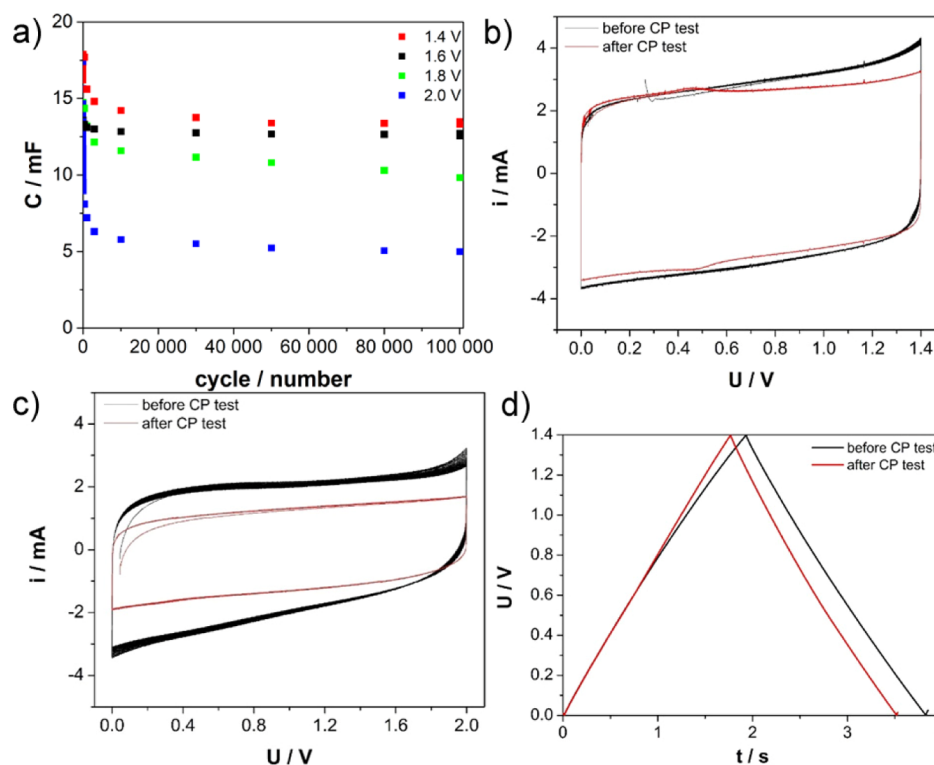 a)
20
15
10
5
0
C / mF
1.4 V
1.6 V
1.8 V
2.0 V
0 20 000 40 000 60 000 80 000 100 000
cycle / number
b)
before CP test
after CP test
4
2
0
-2
-4
i / mA
0.0 0.2 0.4 0.6 0.8 1.0 1.2 1.4
U / V
c)
before CP test
after CP test
4
2
0
-2
-4
i / mA
0.0 0.4 0.8 1.2 1.6 2.0
U / V
d)
1.4
1.2
1.0
0.8
0.6
0.4
0.2
0.0
U / V
before CP test
after CP test
0 1 2 3
t / s